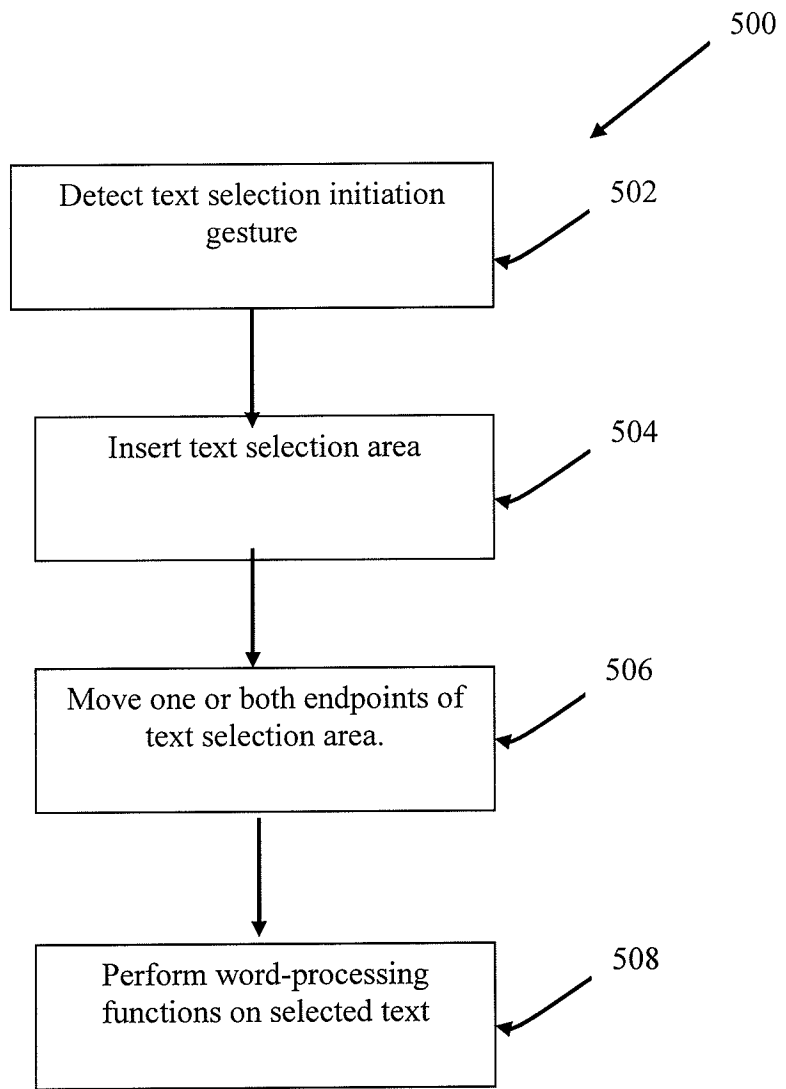 500
Detect text selection initiation
gesture
502
Insert text selection area
504
Move one or both endpoints of
text selection area.
506
Perform word-processing
functions on selected text
508